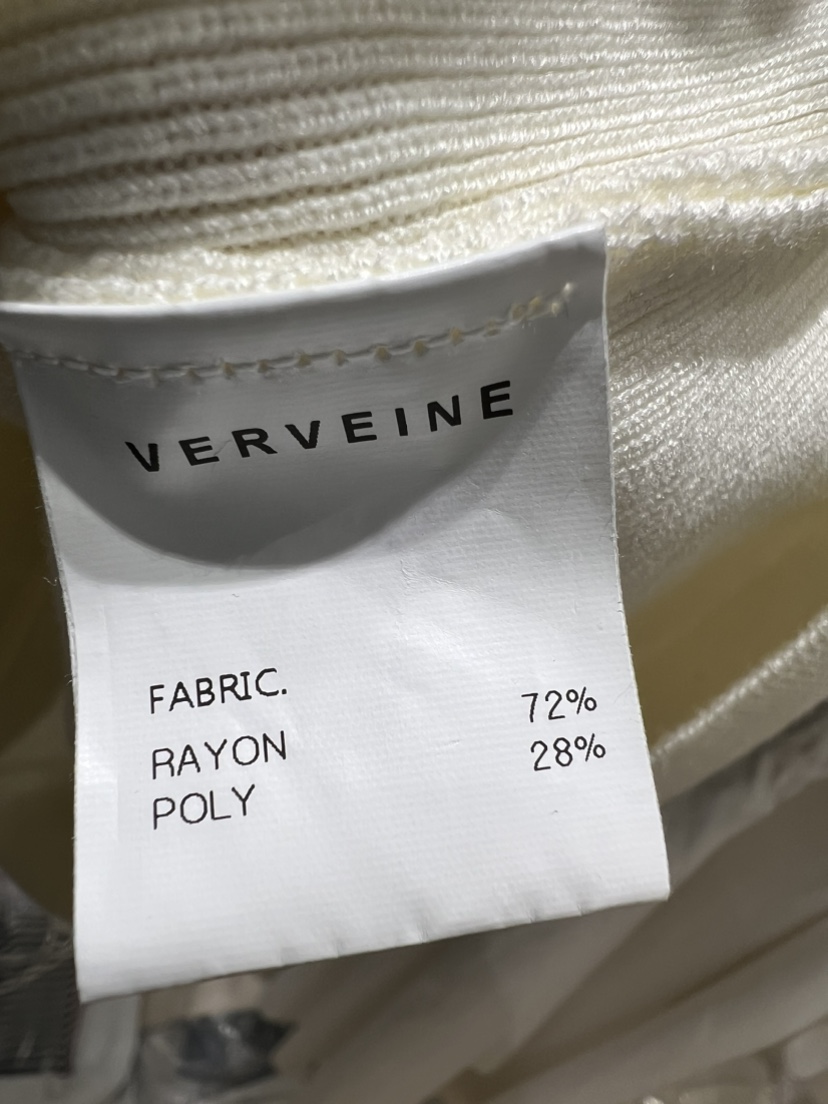 VERVEINE
FABRIC.
RAYON 72%
POLY 28%